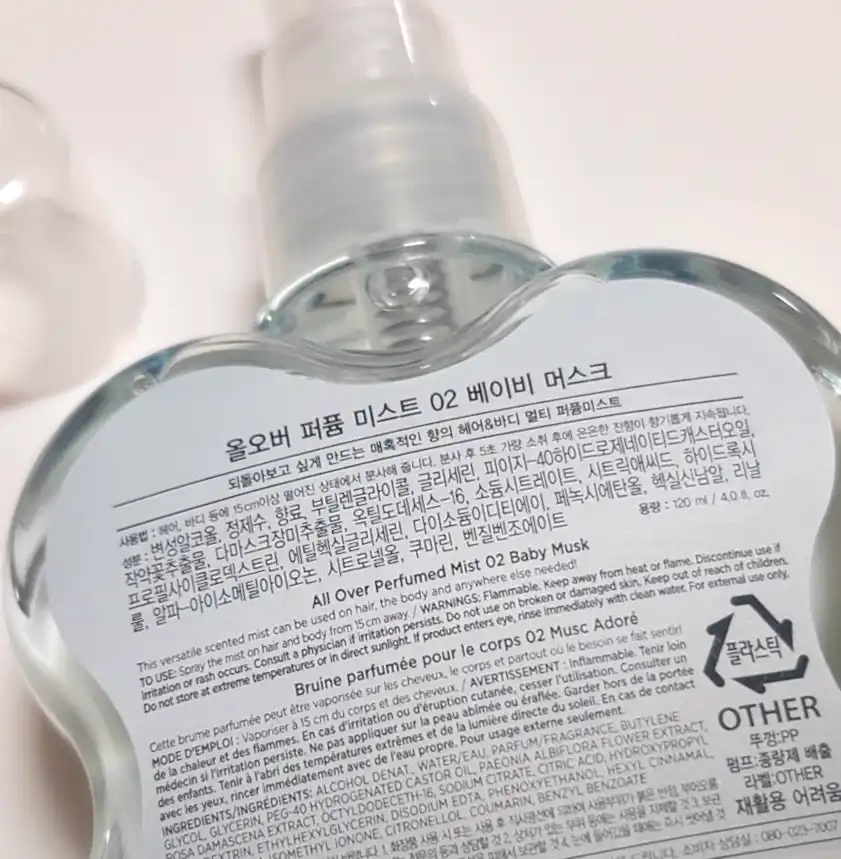 올오버 퍼퓸 미스트 02 베이비 머스크
되돌아보고 싶게 만드는 매혹적인 향의 헤어&바디 멀티 퍼퓸미스트
사용법 : 헤어, 바디 등에 15cm이상 떨어진 상태에서 분사해 줍니다. 분사 후 5초 가량 소취 후에 은은한 잔향이 향기롭게 지속됩니다.
성분 : 변성알코올, 정제수, 향료, 부틸렌글라이콜, 글리세린, 피이지-40하이드로제네이티드캐스터오일,
작약꽃추출물, 다마스크장미추출물, 옥틸도데세스-16, 소듐시트레이트, 시트릭애씨드, 하이드록시
프로필사이클로덱스트린, 에틸헥실글리세린, 다이소듐이디티에이, 페녹시에탄올, 헥실신남알, 리날
룰, 알파-아이소메틸아이오논, 시트로넬올, 쿠마린, 벤질벤조에이트
용량 : 120 ml / 4.0 fl. oz.
All Over Perfumed Mist 02 Baby Musk
This versatile scented mist can be used on hair, the body and anywhere else needed!
TO USE: Spray the mist on hair and body from 15cm away / WARNINGS: Flammable. Keep away from heat or flame. Discontinue use if
irritation or rash occurs. Consult a physician if irritation persists. Do not use on broken or damaged skin. Keep out of reach of children.
Do not store at extreme temperatures or in direct sunlight. If product enters eye, rinse immediately with clean water. For external use only.
Bruine parfumée pour le corps 02 Musc Adoré
Cette brume parfumée peut être vaporisée sur les cheveux, le corps et partout où le besoin se fait sentir!
MODE D'EMPLOI : Vaporiser à 15 cm du corps et des cheveux. / AVERTISSEMENT : Inflammable. Tenir loin
de la chaleur et des flammes. En cas d'irritation ou d'éruption cutanée, cesser l'utilisation. Consulter un
médecin si l'irritation persiste. Ne pas appliquer sur la peau abîmée ou éraflée. Garder hors de la portée
des enfants. Tenir à l'abri des températures extrêmes et de la lumière directe du soleil. En cas de contact
avec les yeux, rincer immédiatement avec de l'eau propre. Pour usage externe seulement.
INGREDIENTS/INGRÉDIENTS: ALCOHOL DENAT., WATER/EAU, PARFUM/FRAGRANCE, BUTYLENE
GLYCOL, GLYCERIN, PEG-40 HYDROGENATED CASTOR OIL, PAEONIA ALBIFLORA FLOWER EXTRACT,
ROSA DAMASCENA EXTRACT, OCTYLDODECETH-16, SODIUM CITRATE, CITRIC ACID, HYDROXYPROPYL
EXTRIN, ETHYLHEXYLGLYCERIN, DISODIUM EDTA, PHENOXYETHANOL, HEXYL CINNAMAL,
ISOMETHYL IONONE, CITRONELLOL, COUMARIN, BENZYL BENZOATE
플라스틱
OTHER
뚜껑:PP
펌프:중량제 배출
라벨:OTHER
재활용 어려움
소비자 상담실 : 080-023-7007